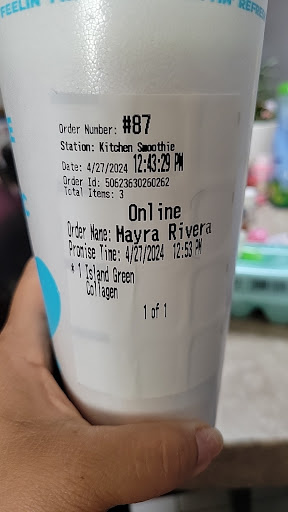 FEELIN'
Order Number: #87
Station: Kitchen Smoothie
Date: 4/27/2024 12:43:29 PM
Order Id: 50623630260262
Total Items: 3
Online
Order Name: Mayra Rivera
Promise Time: 4/27/2024 12:53 PM
* 1 Island Green
Collagen
1 of 1